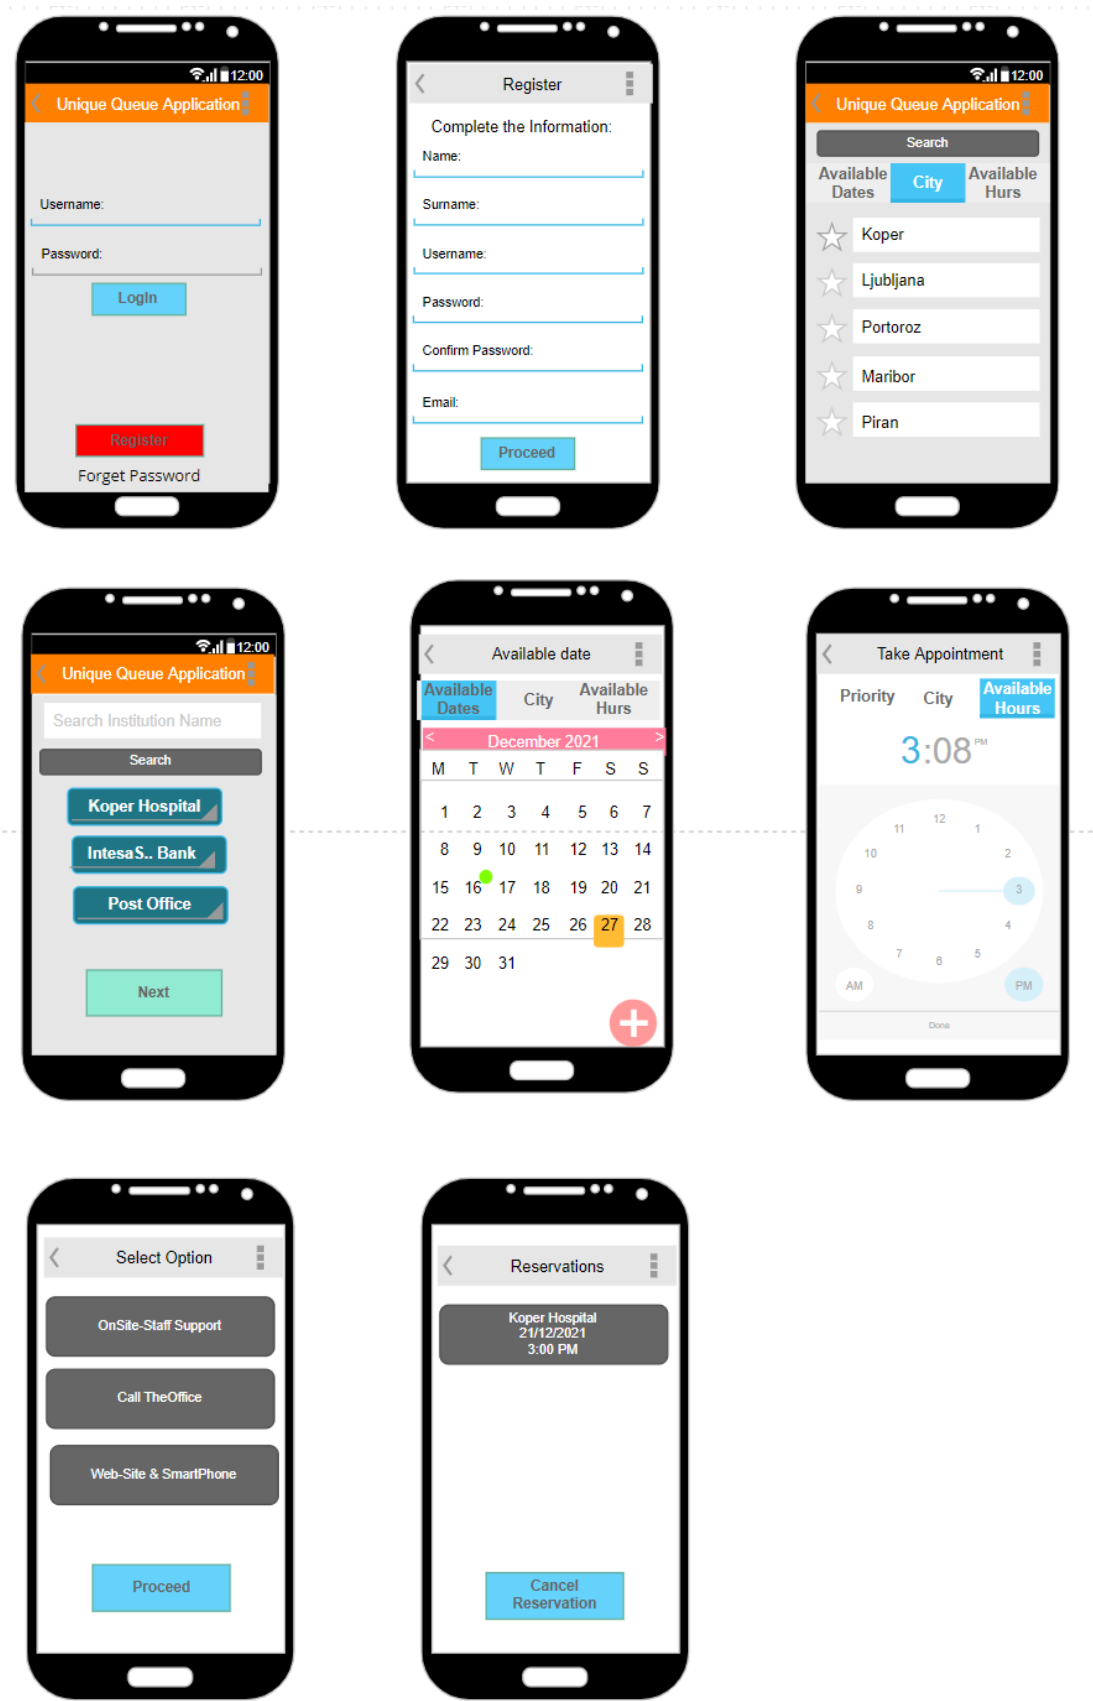 12:00
Unique Queue Application
Username:
Password:
LogIn
Register
Forget Password
Register
Complete the Information:
Name:
Surname:
Username:
Password:
Confirm Password:
Email:
Proceed
12:00
Unique Queue Application
Search
Available Dates
City
Available Hurs
Koper
Ljubljana
Portoroz
Maribor
Piran
12:00
Unique Queue Application
Search Institution Name
Search
Koper Hospital
IntesaS.. Bank
Post Office
Next
Available date
Available Dates
City
Available Hurs
< December 2021 >
M T W T F S S
1 2 3 4 5 6 7
8 9 10 11 12 13 14
15 16 17 18 19 20 21
22 23 24 25 26 27 28
29 30 31
Take Appointment
Priority
City
Available Hours
3:08 PM
12
11 1
10 2
9 3
8 4
7 5
6
AM PM
Done
Select Option
OnSite-Staff Support
Call TheOffice
Web-Site & SmartPhone
Proceed
Reservations
Koper Hospital
21/12/2021
3:00 PM
Cancel
Reservation